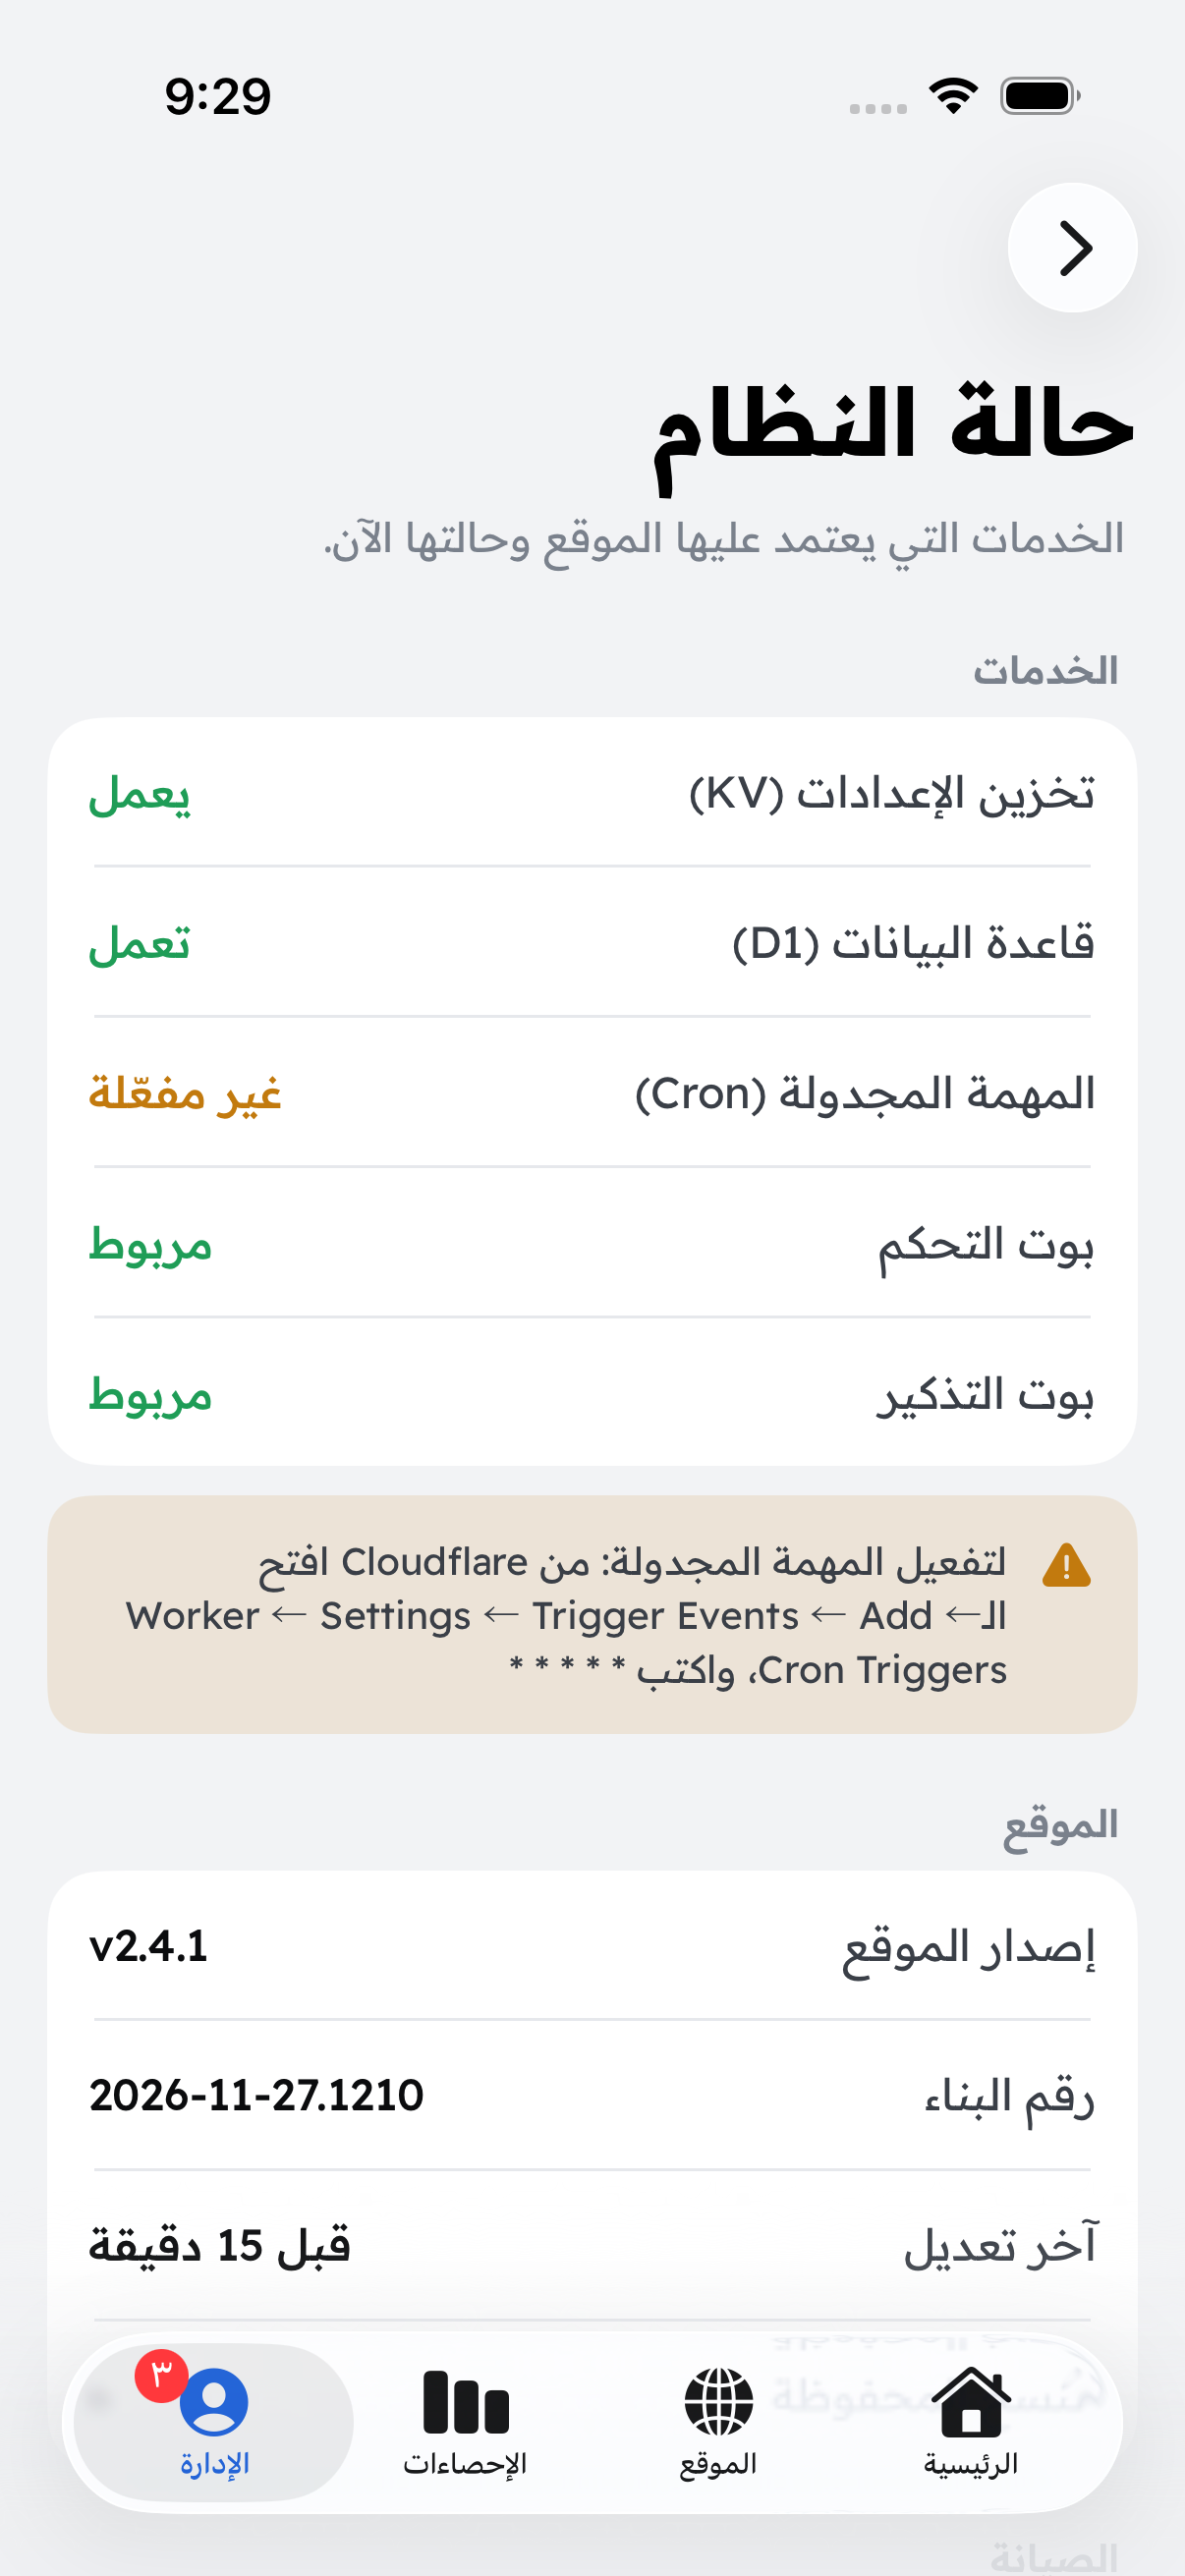 9:29
حالة النظام
الخدمات التي يعتمد عليها الموقع وحالتها الآن.
الخدمات
تخزين الإعدادات (KV) يعمل
قاعدة البيانات (D1) تعمل
المهمة المجدولة (Cron) غير مفعّلة
بوت التحكم مربوط
بوت التذكير مربوط
لتفعيل المهمة المجدولة: من Cloudflare افتح
الـ Worker ← Settings ← Trigger Events ← Add ←
Cron Triggers، واكتب * * * * *
الموقع
إصدار الموقع v2.4.1
رقم البناء 2026-11-27.1210
آخر تعديل قبل 15 دقيقة
الرئيسية
الموقع
الإحصاءات
٣
الإدارة
الصيانة